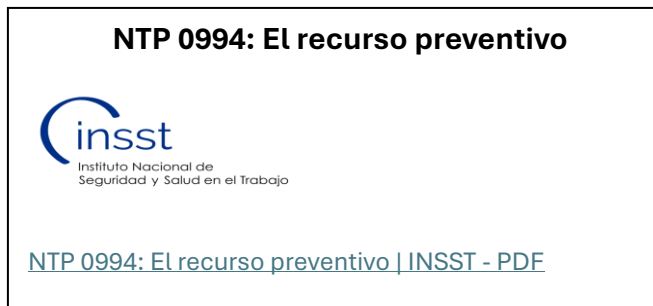 NTP 0994: El recurso preventivo
insst
Instituto Nacional de
Seguridad y Salud en el Trabajo
NTP 0994: El recurso preventivo | INSST - PDF